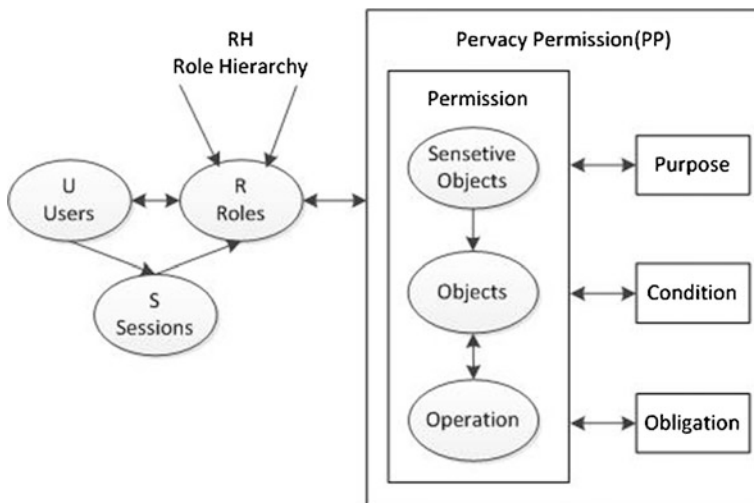 RH
Role Hierarchy
U
Users
R
Roles
S
Sessions
Pervacy Permission(PP)
Permission
Sensetive
Objects
Objects
Operation
Purpose
Condition
Obligation